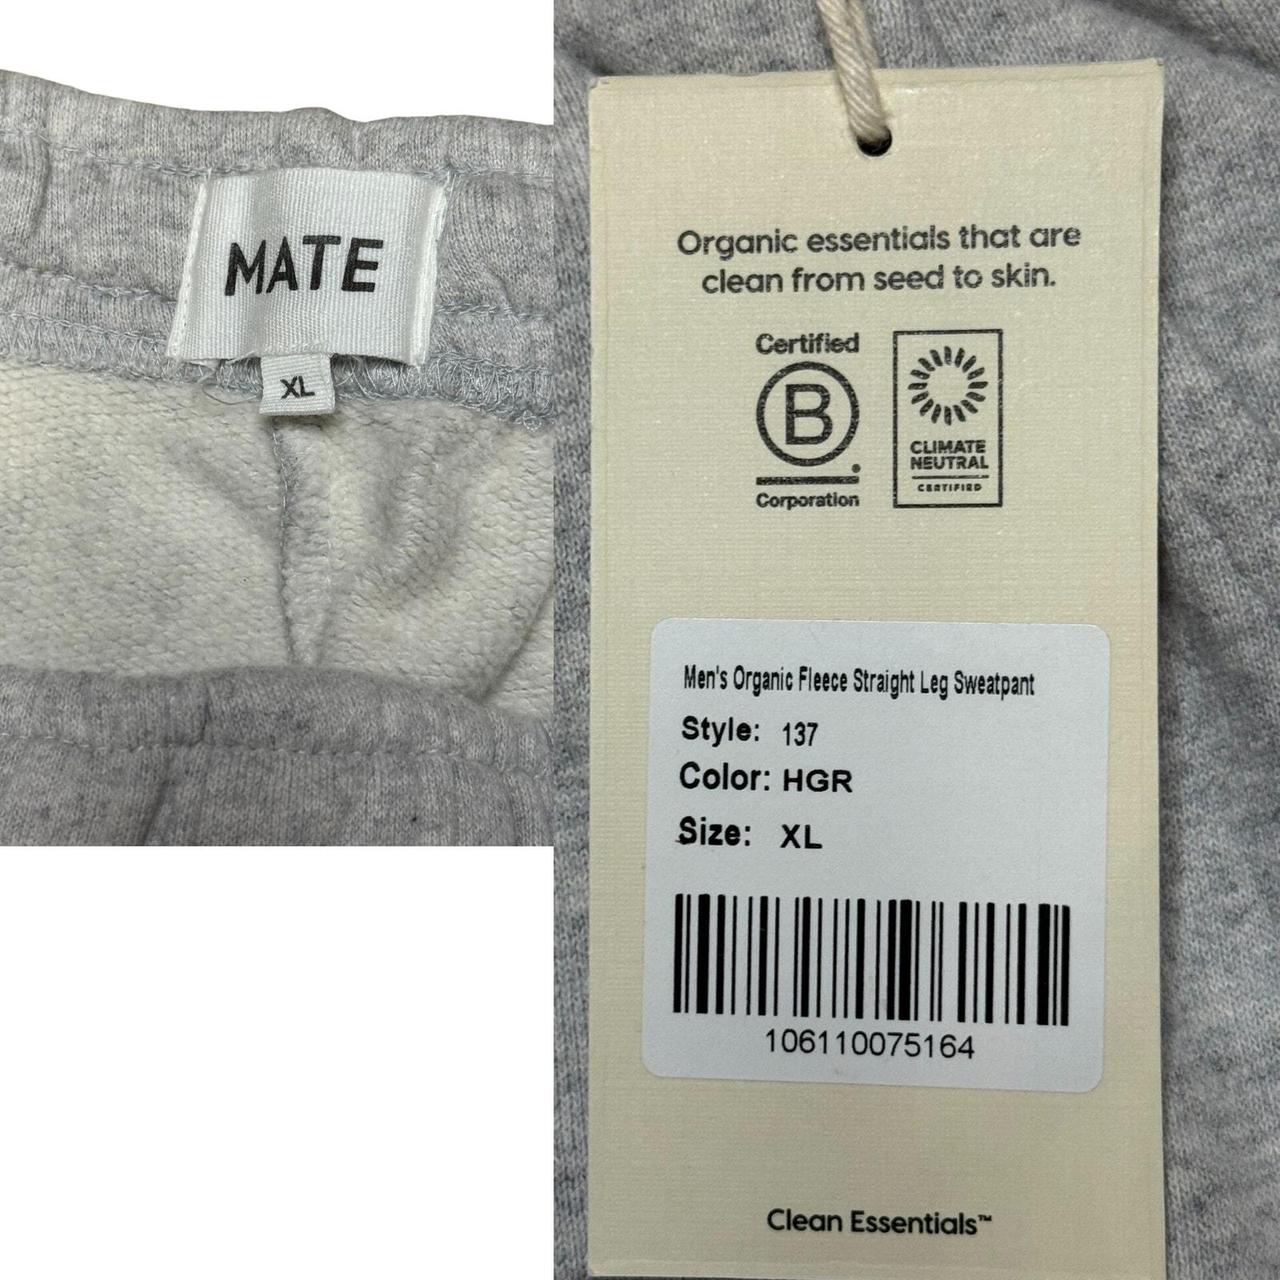 MATE
XL
Organic essentials that are
clean from seed to skin.
Certified
B
Corporation
CLIMATE
NEUTRAL
CERTIFIED
Men's Organic Fleece Straight Leg Sweatpant
Style: 137
Color: HGR
Size: XL
106110075164
Clean Essentials™